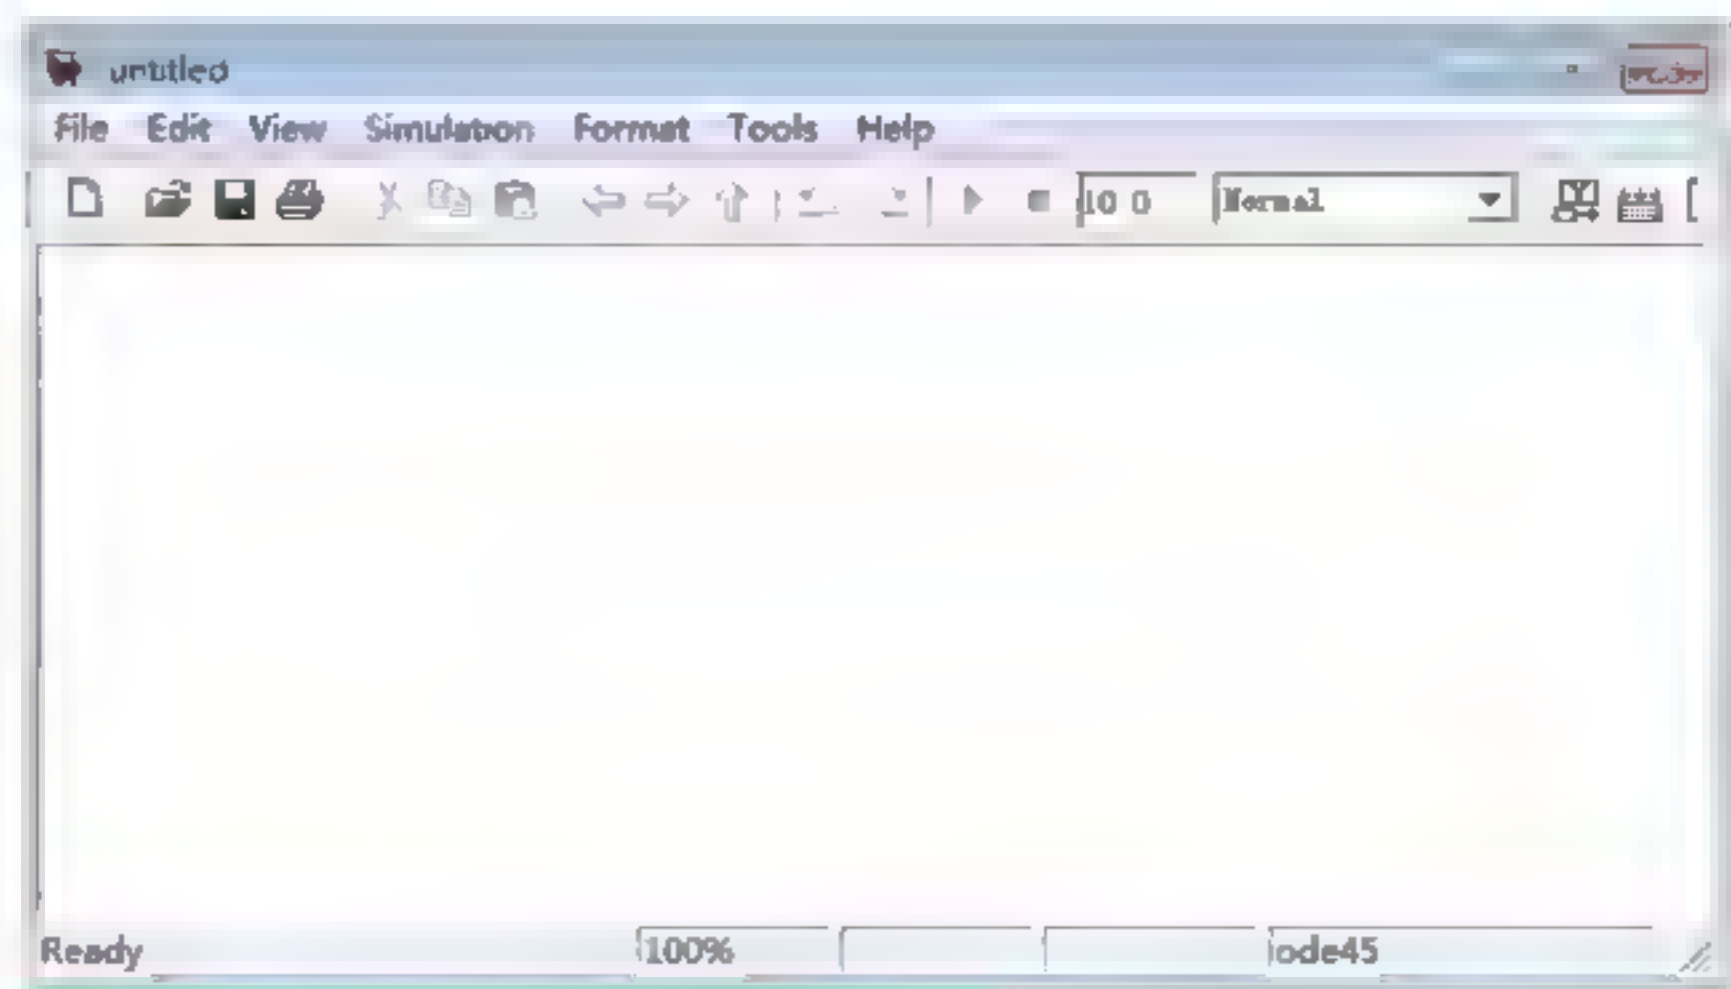 untitled
File Edit View Simulation Format Tools Help
10.0 Normal
Ready 100% ode45